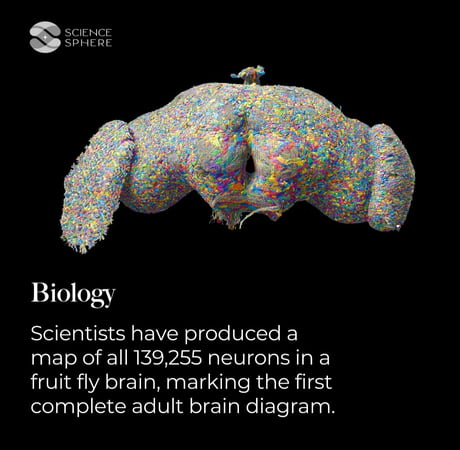 SCIENCE
SPHERE
Biology
Scientists have produced a
map of all 139,255 neurons in a
fruit fly brain, marking the first
complete adult brain diagram.